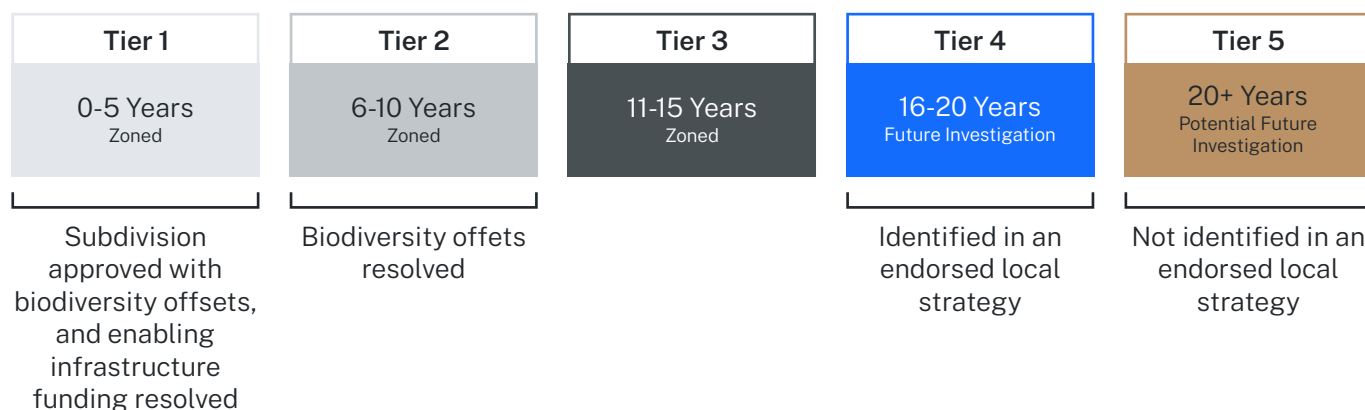 Tier 1
0-5 Years
Zoned
Subdivision
approved with
biodiversity offsets,
and enabling
infrastructure
funding resolved
Tier 2
6-10 Years
Zoned
Biodiversity offets
resolved
Tier 3
11-15 Years
Zoned
Tier 4
16-20 Years
Future Investigation
Identified in an
endorsed local
strategy
Tier 5
20+ Years
Potential Future
Investigation
Not identified in an
endorsed local
strategy